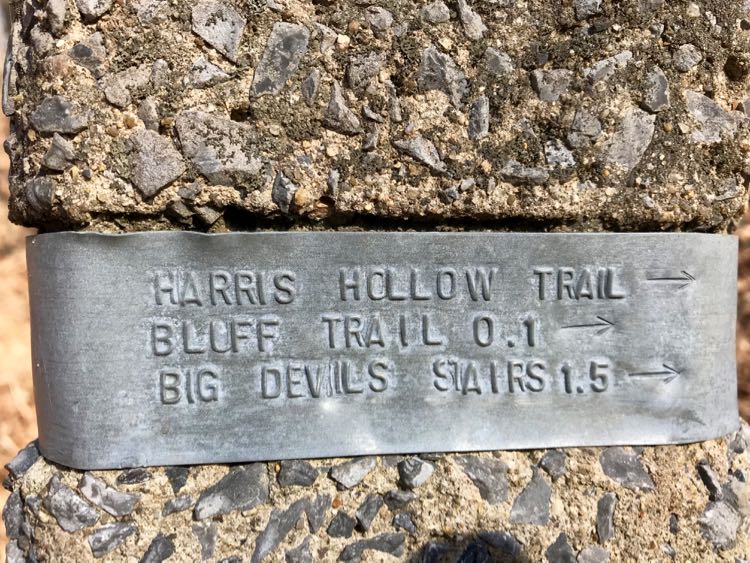 HARRIS HOLLOW TRAIL →
BLUFF TRAIL 0.1 →
BIG DEVILS STAIRS 1.5 →